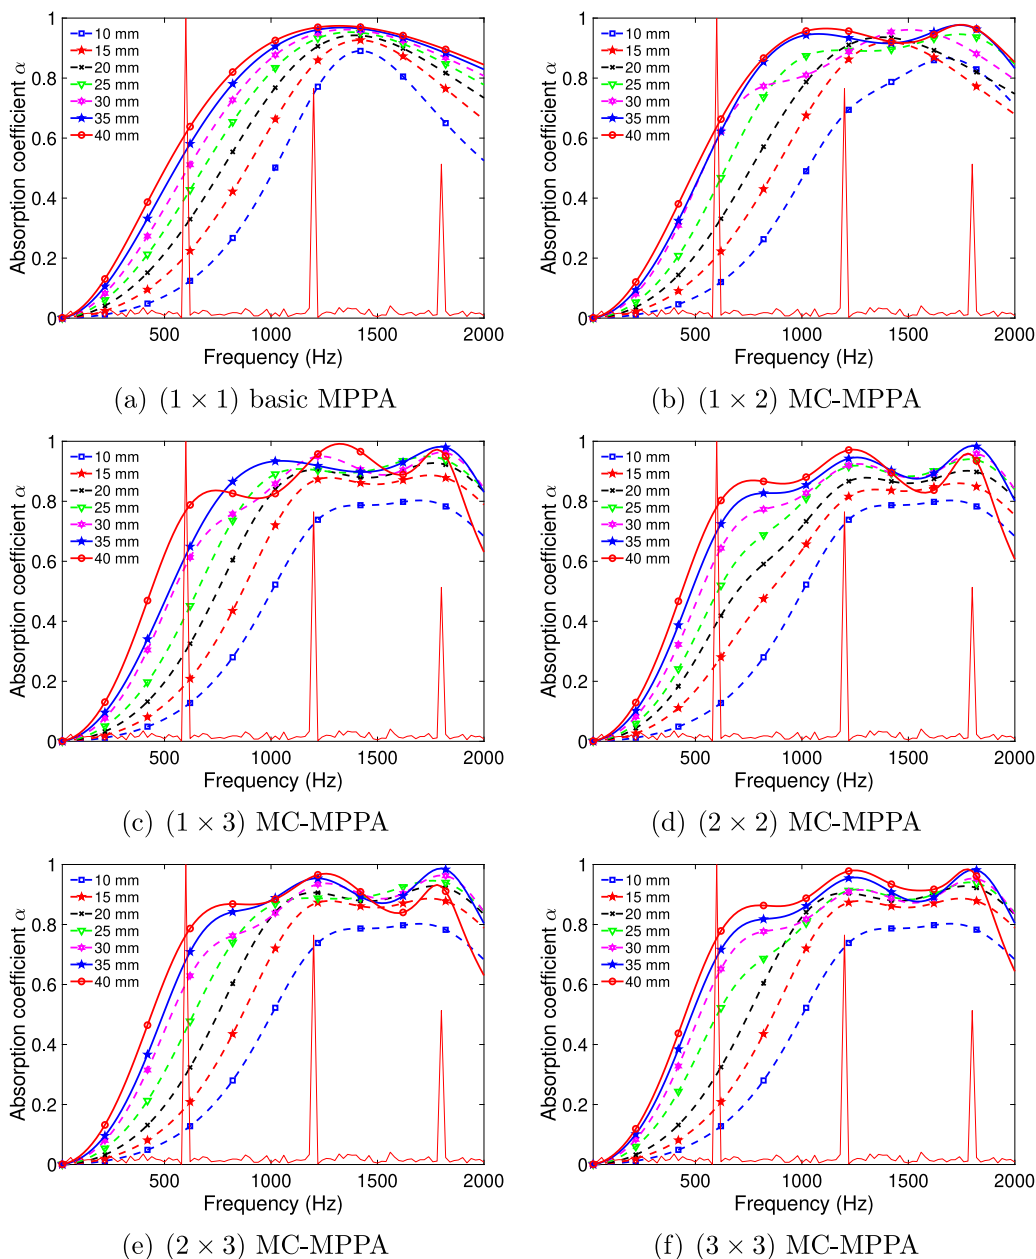 1
0.8
0.6
0.4
0.2
0
Absorption coefficient α
10 mm
15 mm
20 mm
25 mm
30 mm
35 mm
40 mm
500 1000 1500 2000
Frequency (Hz)
(a) (1 × 1) basic MPPA
1
0.8
0.6
0.4
0.2
0
Absorption coefficient α
10 mm
15 mm
20 mm
25 mm
30 mm
35 mm
40 mm
500 1000 1500 2000
Frequency (Hz)
(b) (1 × 2) MC-MPPA
1
0.8
0.6
0.4
0.2
0
Absorption coefficient α
10 mm
15 mm
20 mm
25 mm
30 mm
35 mm
40 mm
500 1000 1500 2000
Frequency (Hz)
(c) (1 × 3) MC-MPPA
1
0.8
0.6
0.4
0.2
0
Absorption coefficient α
10 mm
15 mm
20 mm
25 mm
30 mm
35 mm
40 mm
500 1000 1500 2000
Frequency (Hz)
(d) (2 × 2) MC-MPPA
1
0.8
0.6
0.4
0.2
0
Absorption coefficient α
10 mm
15 mm
20 mm
25 mm
30 mm
35 mm
40 mm
500 1000 1500 2000
Frequency (Hz)
(e) (2 × 3) MC-MPPA
1
0.8
0.6
0.4
0.2
0
Absorption coefficient α
10 mm
15 mm
20 mm
25 mm
30 mm
35 mm
40 mm
500 1000 1500 2000
Frequency (Hz)
(f) (3 × 3) MC-MPPA